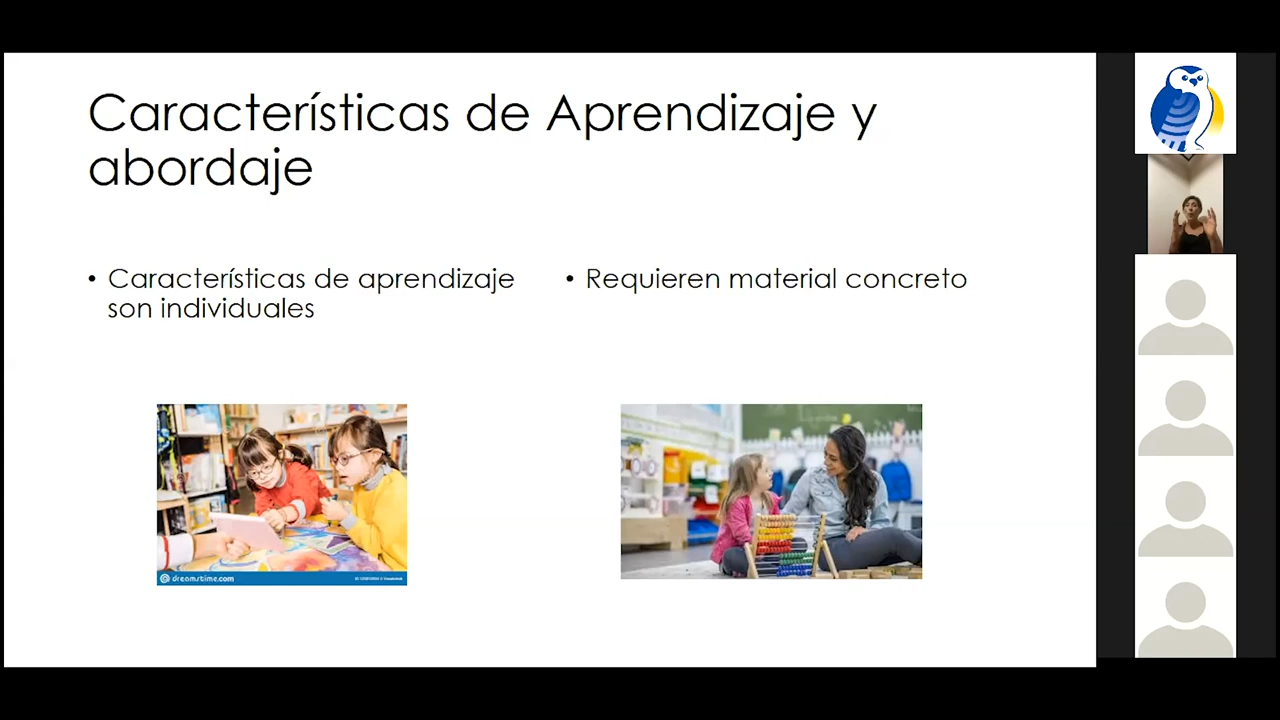 Características de Aprendizaje y
abordaje
• Características de aprendizaje
son individuales
• Requieren material concreto
dreamstime.com